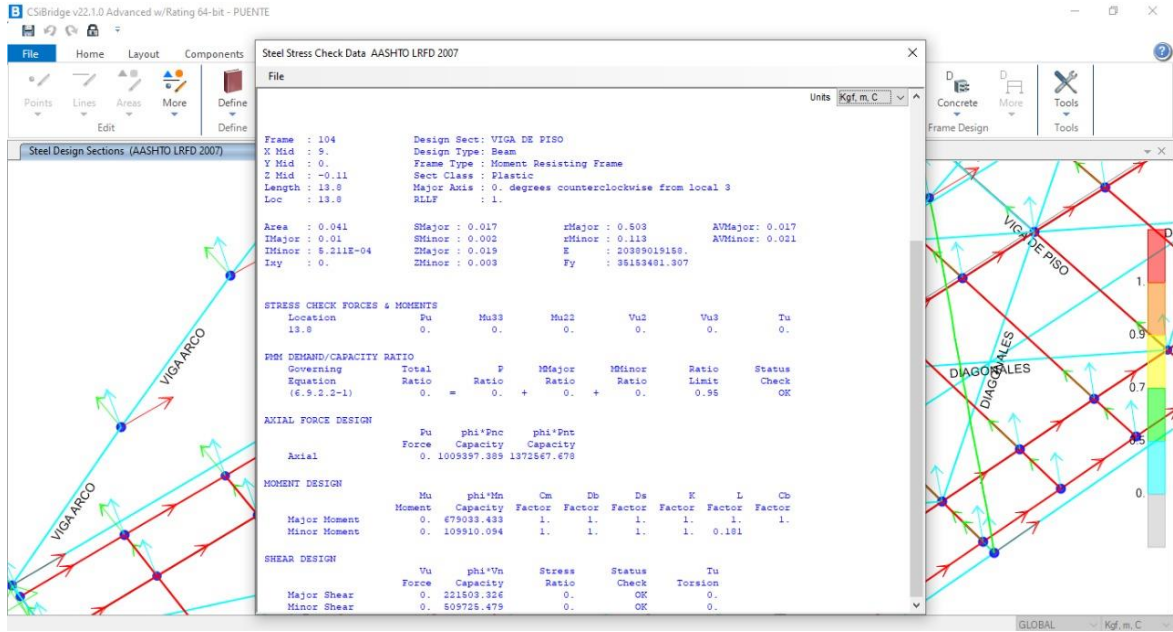 B CSiBridge v22.1.0 Advanced w/Rating 64-bit - PUENTE
File Home Layout Components
Points Lines Areas More Define
Edit Define
Concrete More Tools
Frame Design Tools
Steel Design Sections (AASHTO LRFD 2007)
Steel Stress Check Data AASHTO LRFD 2007
File
Units Kgf, m, C
Frame : 104 Design Sect: VIGA DE PISO
X Mid : 9. Design Type: Beam
Y Mid : 0. Frame Type : Moment Resisting Frame
Z Mid : -0.11 Sect Class : Plastic
Length : 13.8 Major Axis : 0. degrees counterclockwise from local 3
Loc : 13.8 RLLF : 1.
Area : 0.041 SMajor : 0.017 rMajor : 0.503 AVMajor: 0.017
IMajor : 0.01 SMinor : 0.002 rMinor : 0.113 AVMinor: 0.021
IMinor : 5.211E-04 ZMajor : 0.019 E : 20389019158.
Ixy : 0. ZMinor : 0.003 Fy : 35153481.307
STRESS CHECK FORCES & MOMENTS
Location Pu Mu33 Mu22 Vu2 Vu3 Tu
13.8 0. 0. 0. 0. 0. 0.
PMM DEMAND/CAPACITY RATIO
Governing Total P MMajor MMinor Ratio Status
Equation Ratio Ratio Ratio Ratio Limit Check
(6.9.2.2-1) 0. = 0. + 0. + 0. 0.95 OK
AXIAL FORCE DESIGN
Pu phi*Pnc phi*Pnt
Force Capacity Capacity
Axial 0. 1009397.389 1372567.678
MOMENT DESIGN
Mu phi*Mn Cm Db Ds K L Cb
Moment Capacity Factor Factor Factor Factor Factor Factor
Major Moment 0. 679033.433 1. 1. 1. 1. 1. 1.
Minor Moment 0. 109910.094 1. 1. 1. 1. 0.181
SHEAR DESIGN
Vu phi*Vn Stress Status Tu
Force Capacity Ratio Check Torsion
Major Shear 0. 221503.326 0. OK 0.
Minor Shear 0. 509725.479 0. OK 0.
VIGA ARCO
VIGA ARCO
VIGA DE PISO
DIAGONALES
DIAGONALES
D
1.
0.9
0.7
0.5
0.
GLOBAL Kgf, m, C